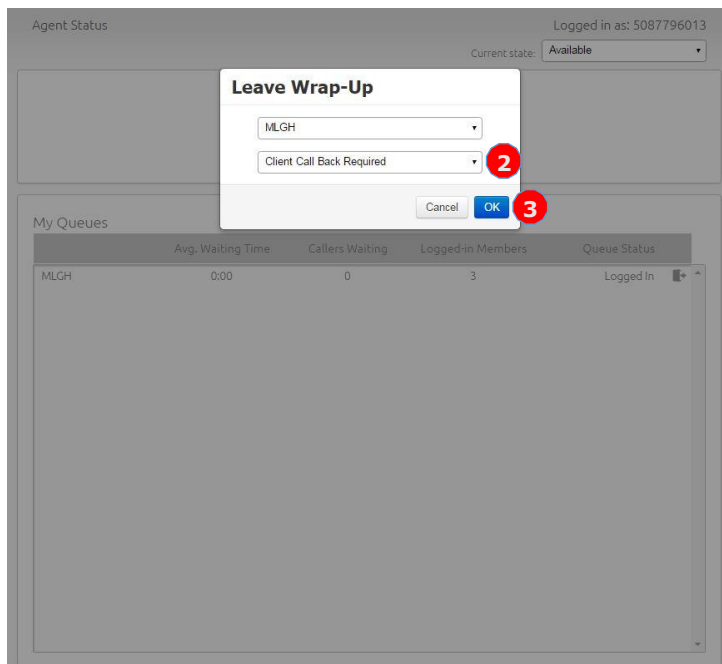 Agent Status
Logged in as: 5087796013
Current state: Available
Leave Wrap-Up
MLGH
Client Call Back Required
2
Cancel OK 3
My Queues
Avg. Waiting Time Callers Waiting Logged-in Members Queue Status
MLGH 0:00 0 3 Logged In